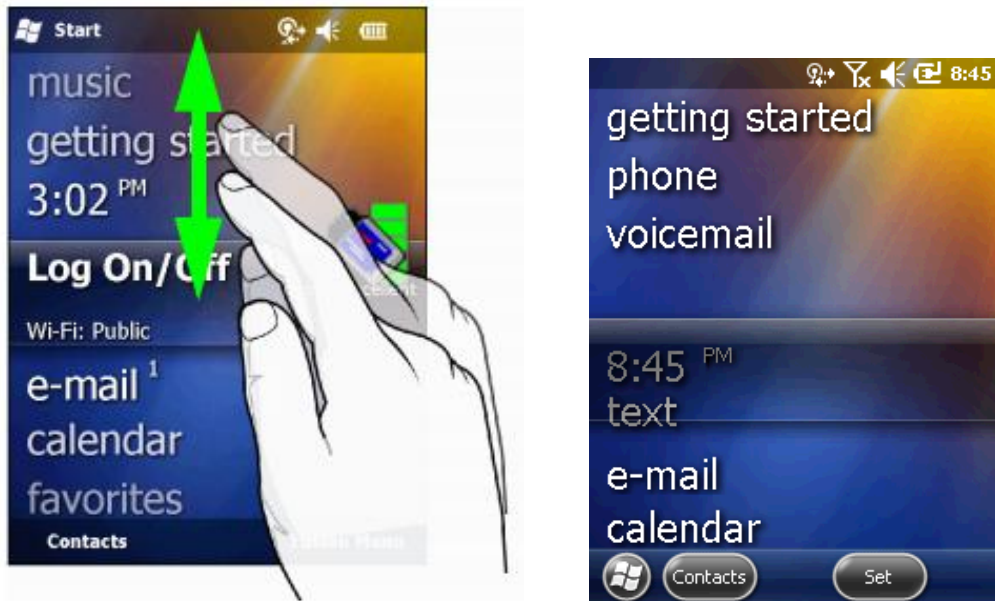 Start
music
getting started
3:02 PM
Log On/Off
Wi-Fi: Public
e-mail 1
calendar
favorites
Contacts
8:45
getting started
phone
voicemail
8:45 PM
text
e-mail
calendar
Contacts
Set